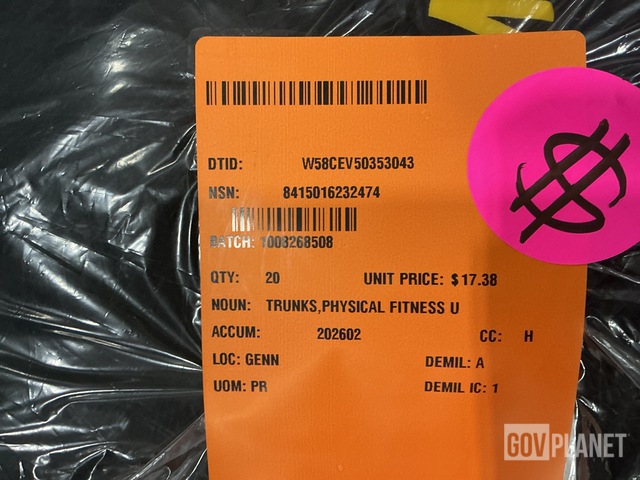 DTID: W58CEV50353043
NSN: 8415016232474
BATCH: 1008268508
QTY: 20 UNIT PRICE: $17.38
NOUN: TRUNKS,PHYSICAL FITNESS U
ACCUM: 202602 CC: H
LOC: GENN DEMIL: A
UOM: PR DEMIL IC: 1
$
GOVPLANET